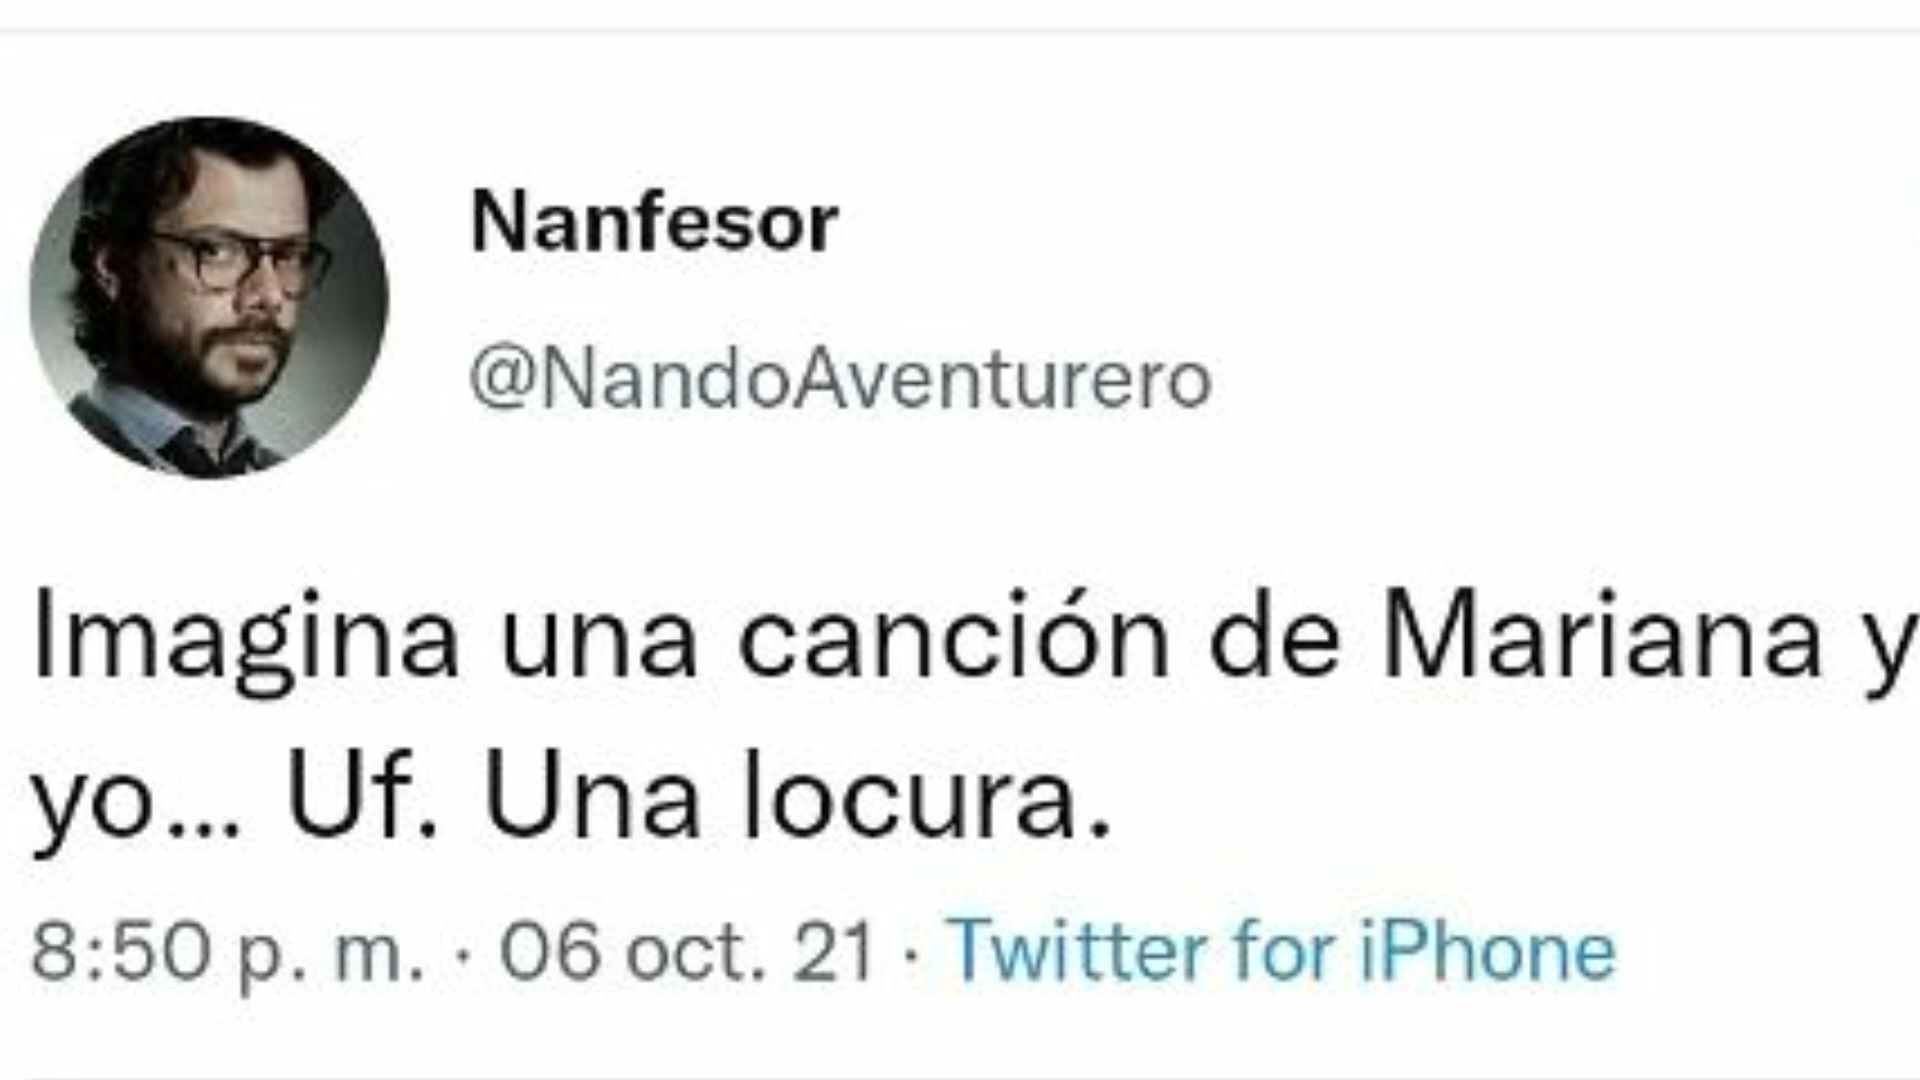 Nanfesor
@NandoAventurero
Imagina una canción de Mariana y
yo... Uf. Una locura.
8:50 p. m. · 06 oct. 21 · Twitter for iPhone